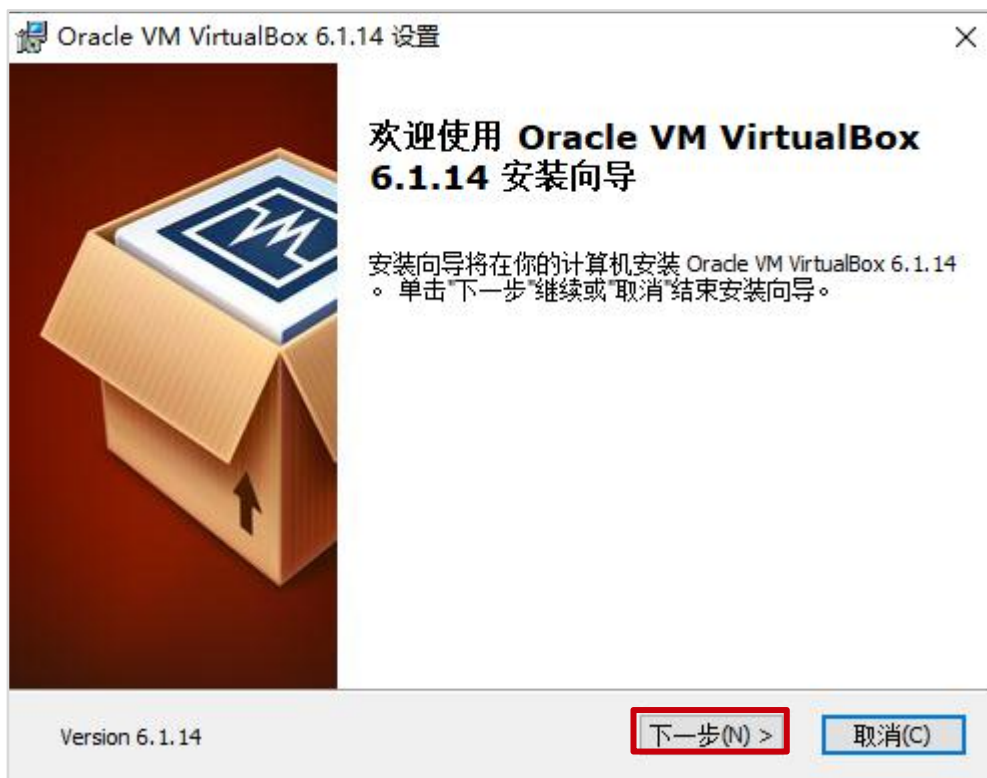 Oracle VM VirtualBox 6.1.14 设置
欢迎使用 Oracle VM VirtualBox
6.1.14 安装向导
安装向导将在你的计算机安装 Oracle VM VirtualBox 6.1.14
。单击"下一步"继续或"取消"结束安装向导。
Version 6.1.14
下一步(N) >
取消(C)